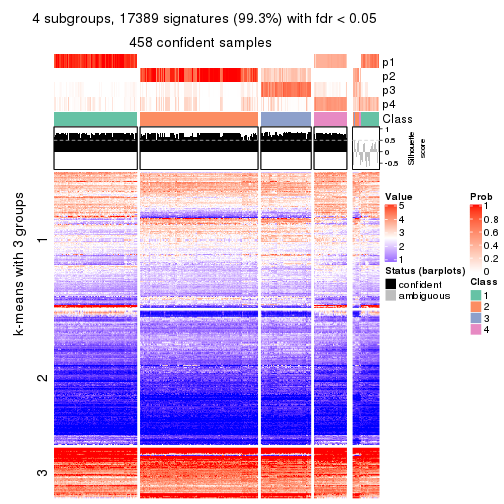 4 subgroups, 17389 signatures (99.3%) with fdr < 0.05
458 confident samples
p1
p2
p3
p4
Class
1
0.5
0
-0.5
Silhouette
score
k-means with 3 groups
1
2
3
Value
5
4
3
2
1
Status (barplots)
confident
ambiguous
Prob
1
0.8
0.6
0.4
0.2
0
Class
1
2
3
4